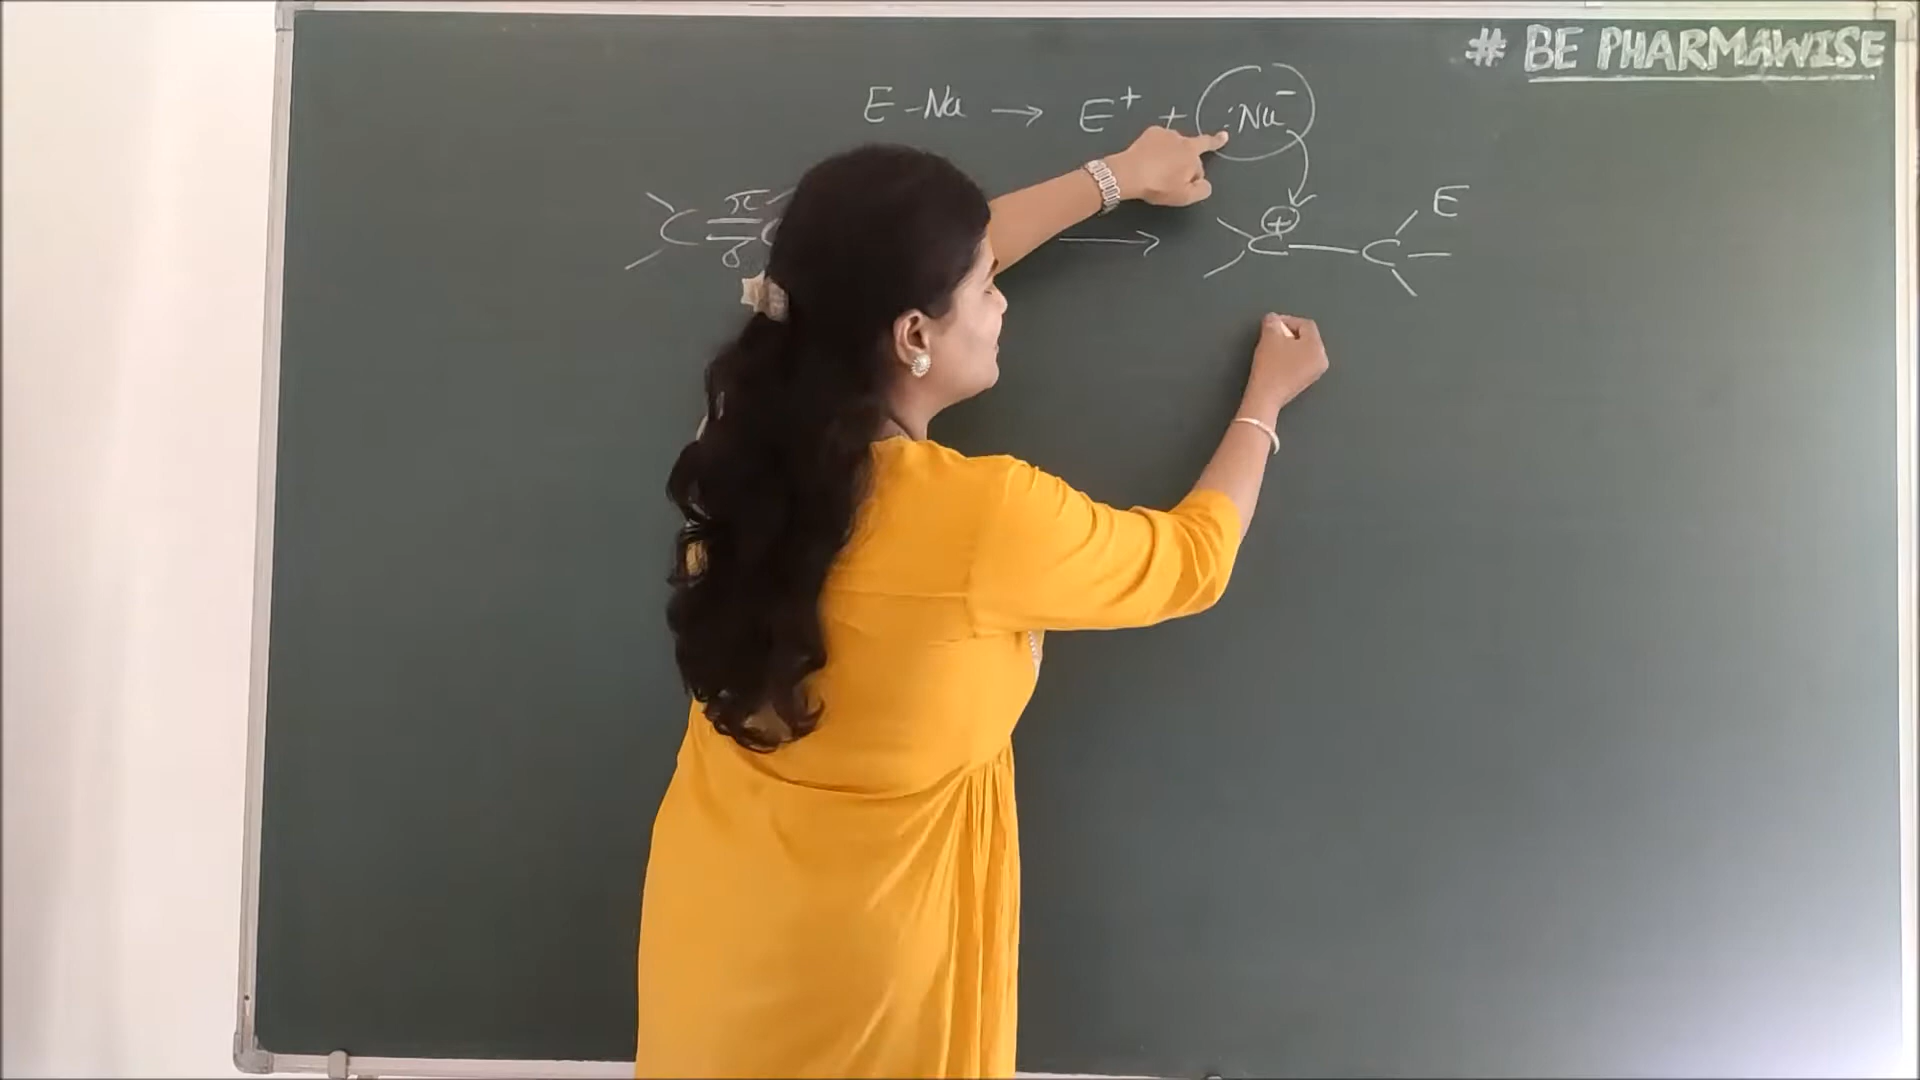 # BE PHARMAWISE
E - Nu → E⁺ + :Nu⁻
π
C
σ
→
⊕
C — C
E